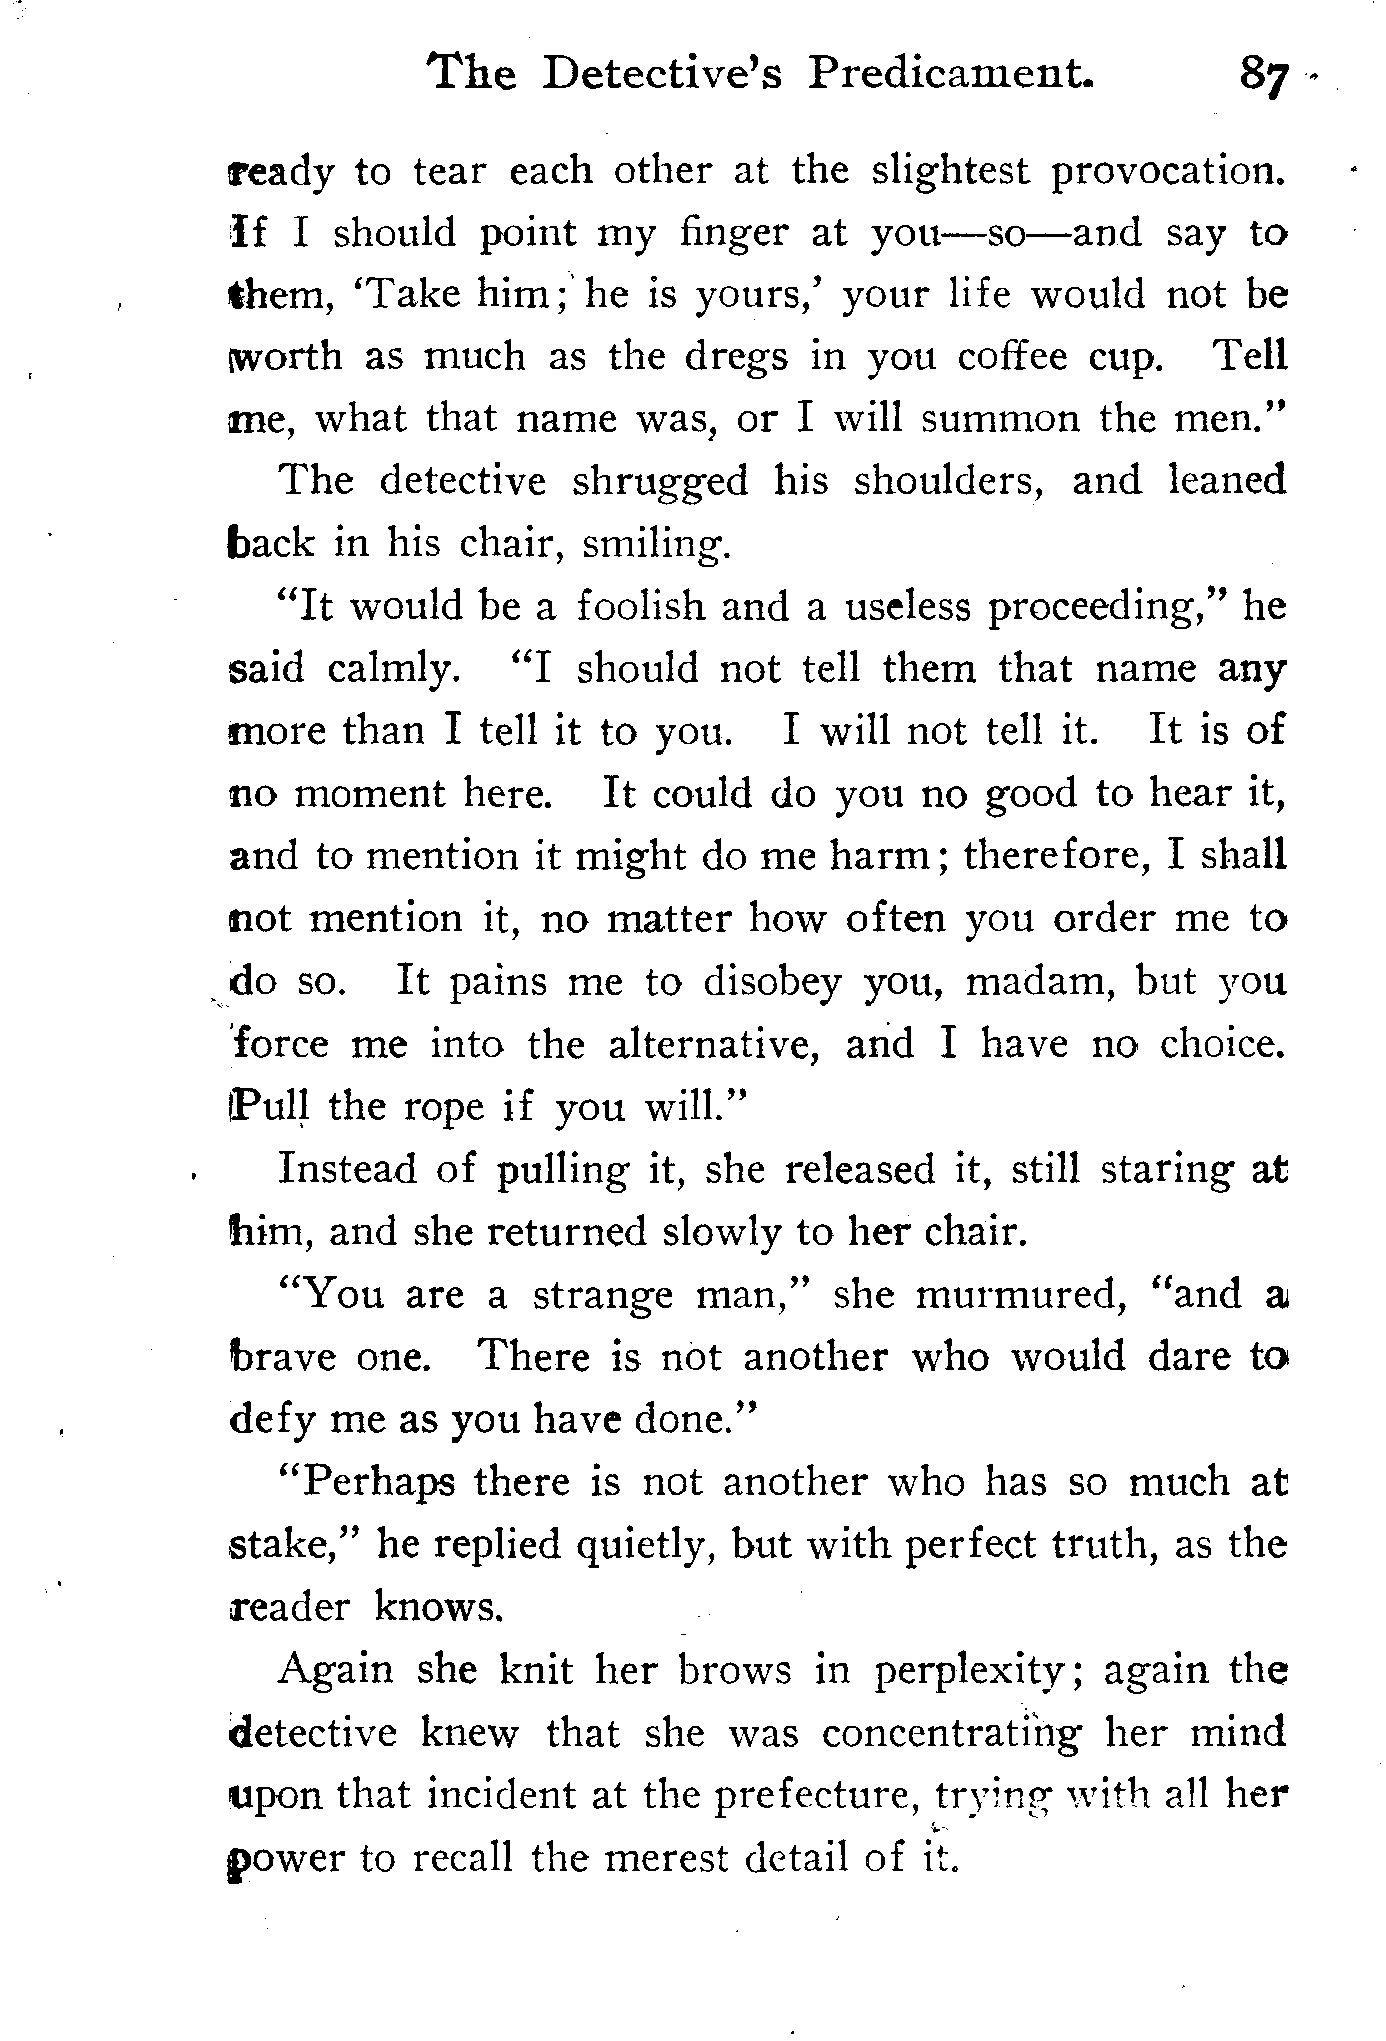 The Detective's Predicament. 87
ready to tear each other at the slightest provocation.
If I should point my finger at you—so—and say to
them, 'Take him; he is yours,' your life would not be
worth as much as the dregs in you coffee cup. Tell
me, what that name was, or I will summon the men."
The detective shrugged his shoulders, and leaned
back in his chair, smiling.
"It would be a foolish and a useless proceeding," he
said calmly. "I should not tell them that name any
more than I tell it to you. I will not tell it. It is of
no moment here. It could do you no good to hear it,
and to mention it might do me harm; therefore, I shall
not mention it, no matter how often you order me to
do so. It pains me to disobey you, madam, but you
force me into the alternative, and I have no choice.
Pull the rope if you will."
Instead of pulling it, she released it, still staring at
him, and she returned slowly to her chair.
"You are a strange man," she murmured, "and a
brave one. There is not another who would dare to
defy me as you have done."
"Perhaps there is not another who has so much at
stake," he replied quietly, but with perfect truth, as the
reader knows.
Again she knit her brows in perplexity; again the
detective knew that she was concentrating her mind
upon that incident at the prefecture, trying with all her
power to recall the merest detail of it.